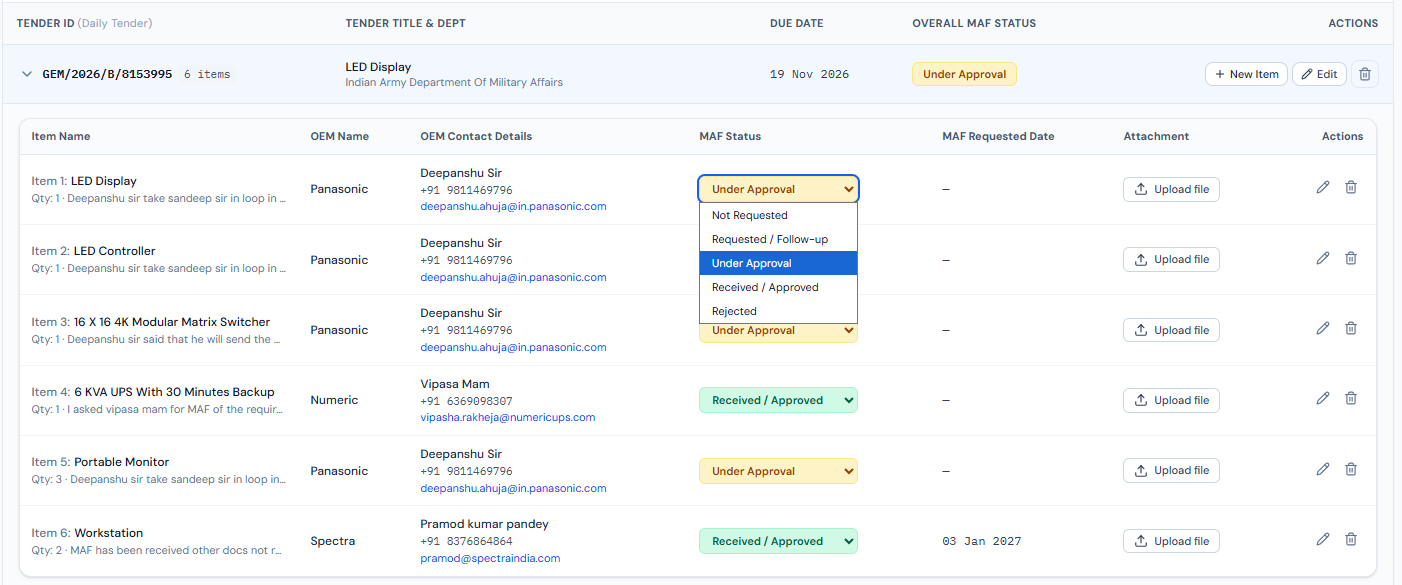 TENDER ID (Daily Tender) TENDER TITLE & DEPT DUE DATE OVERALL MAF STATUS ACTIONS
GEM/2026/B/8153995 6 items LED Display 19 Nov 2026 Under Approval + New Item Edit
Indian Army Department Of Military Affairs
Item Name OEM Name OEM Contact Details MAF Status MAF Requested Date Attachment Actions
Item 1: LED Display
Qty: 1 · Deepanshu sir take sandeep sir in loop in ...
Panasonic
Deepanshu Sir
+91 9811469796
deepanshu.ahuja@in.panasonic.com
Under Approval
Not Requested
Requested / Follow-up
Under Approval
Received / Approved
Rejected
—
Upload file
Item 2: LED Controller
Qty: 1 · Deepanshu sir take sandeep sir in loop in ...
Panasonic
Deepanshu Sir
+91 9811469796
deepanshu.ahuja@in.panasonic.com
—
Upload file
Item 3: 16 X 16 4K Modular Matrix Switcher
Qty: 1 · Deepanshu sir said that he will send the ...
Panasonic
Deepanshu Sir
+91 9811469796
deepanshu.ahuja@in.panasonic.com
Under Approval
—
Upload file
Item 4: 6 KVA UPS With 30 Minutes Backup
Qty: 1 · I asked vipasa mam for MAF of the requir...
Numeric
Vipasa Mam
+91 6369098307
vipasha.rakheja@numericups.com
Received / Approved
—
Upload file
Item 5: Portable Monitor
Qty: 3 · Deepanshu sir take sandeep sir in loop in...
Panasonic
Deepanshu Sir
+91 9811469796
deepanshu.ahuja@in.panasonic.com
Under Approval
—
Upload file
Item 6: Workstation
Qty: 2 · MAF has been received other docs not r...
Spectra
Pramod kumar pandey
+91 8376864864
pramod@spectraindia.com
Received / Approved
03 Jan 2027
Upload file